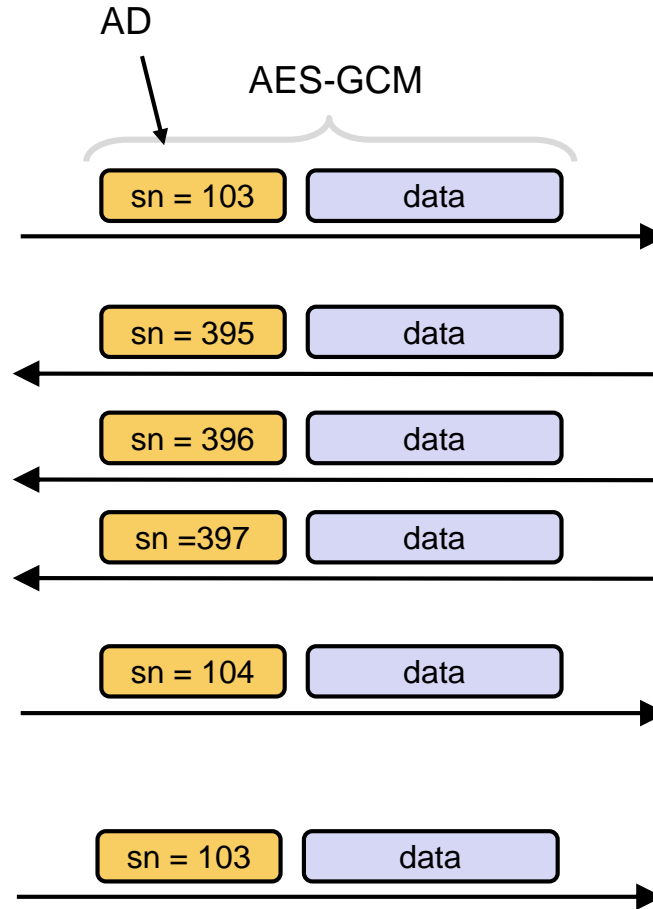 AD
AES-GCM
sn = 103 data
sn = 395 data
sn = 396 data
sn =397 data
sn = 104 data
sn = 103 data